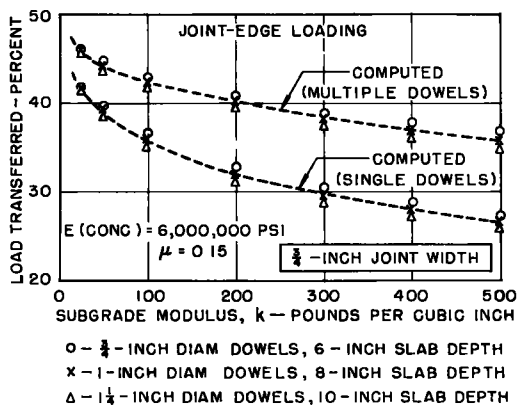 50
JOINT-EDGE LOADING
COMPUTED
(MULTIPLE DOWELS)
40
COMPUTED
(SINGLE DOWELS)
30
E (CONC) = 6,000,000 PSI
μ = 0 15
3/4 -INCH JOINT WIDTH
20
0 100 200 300 400 500
LOAD TRANSFERRED - PERCENT
SUBGRADE MODULUS, k — POUNDS PER CUBIC INCH
O - 3/4 - INCH DIAM DOWELS, 6 - INCH SLAB DEPTH
X - 1 - INCH DIAM DOWELS, 8 - INCH SLAB DEPTH
Δ - 1 1/4 - INCH DIAM DOWELS, 10 - INCH SLAB DEPTH